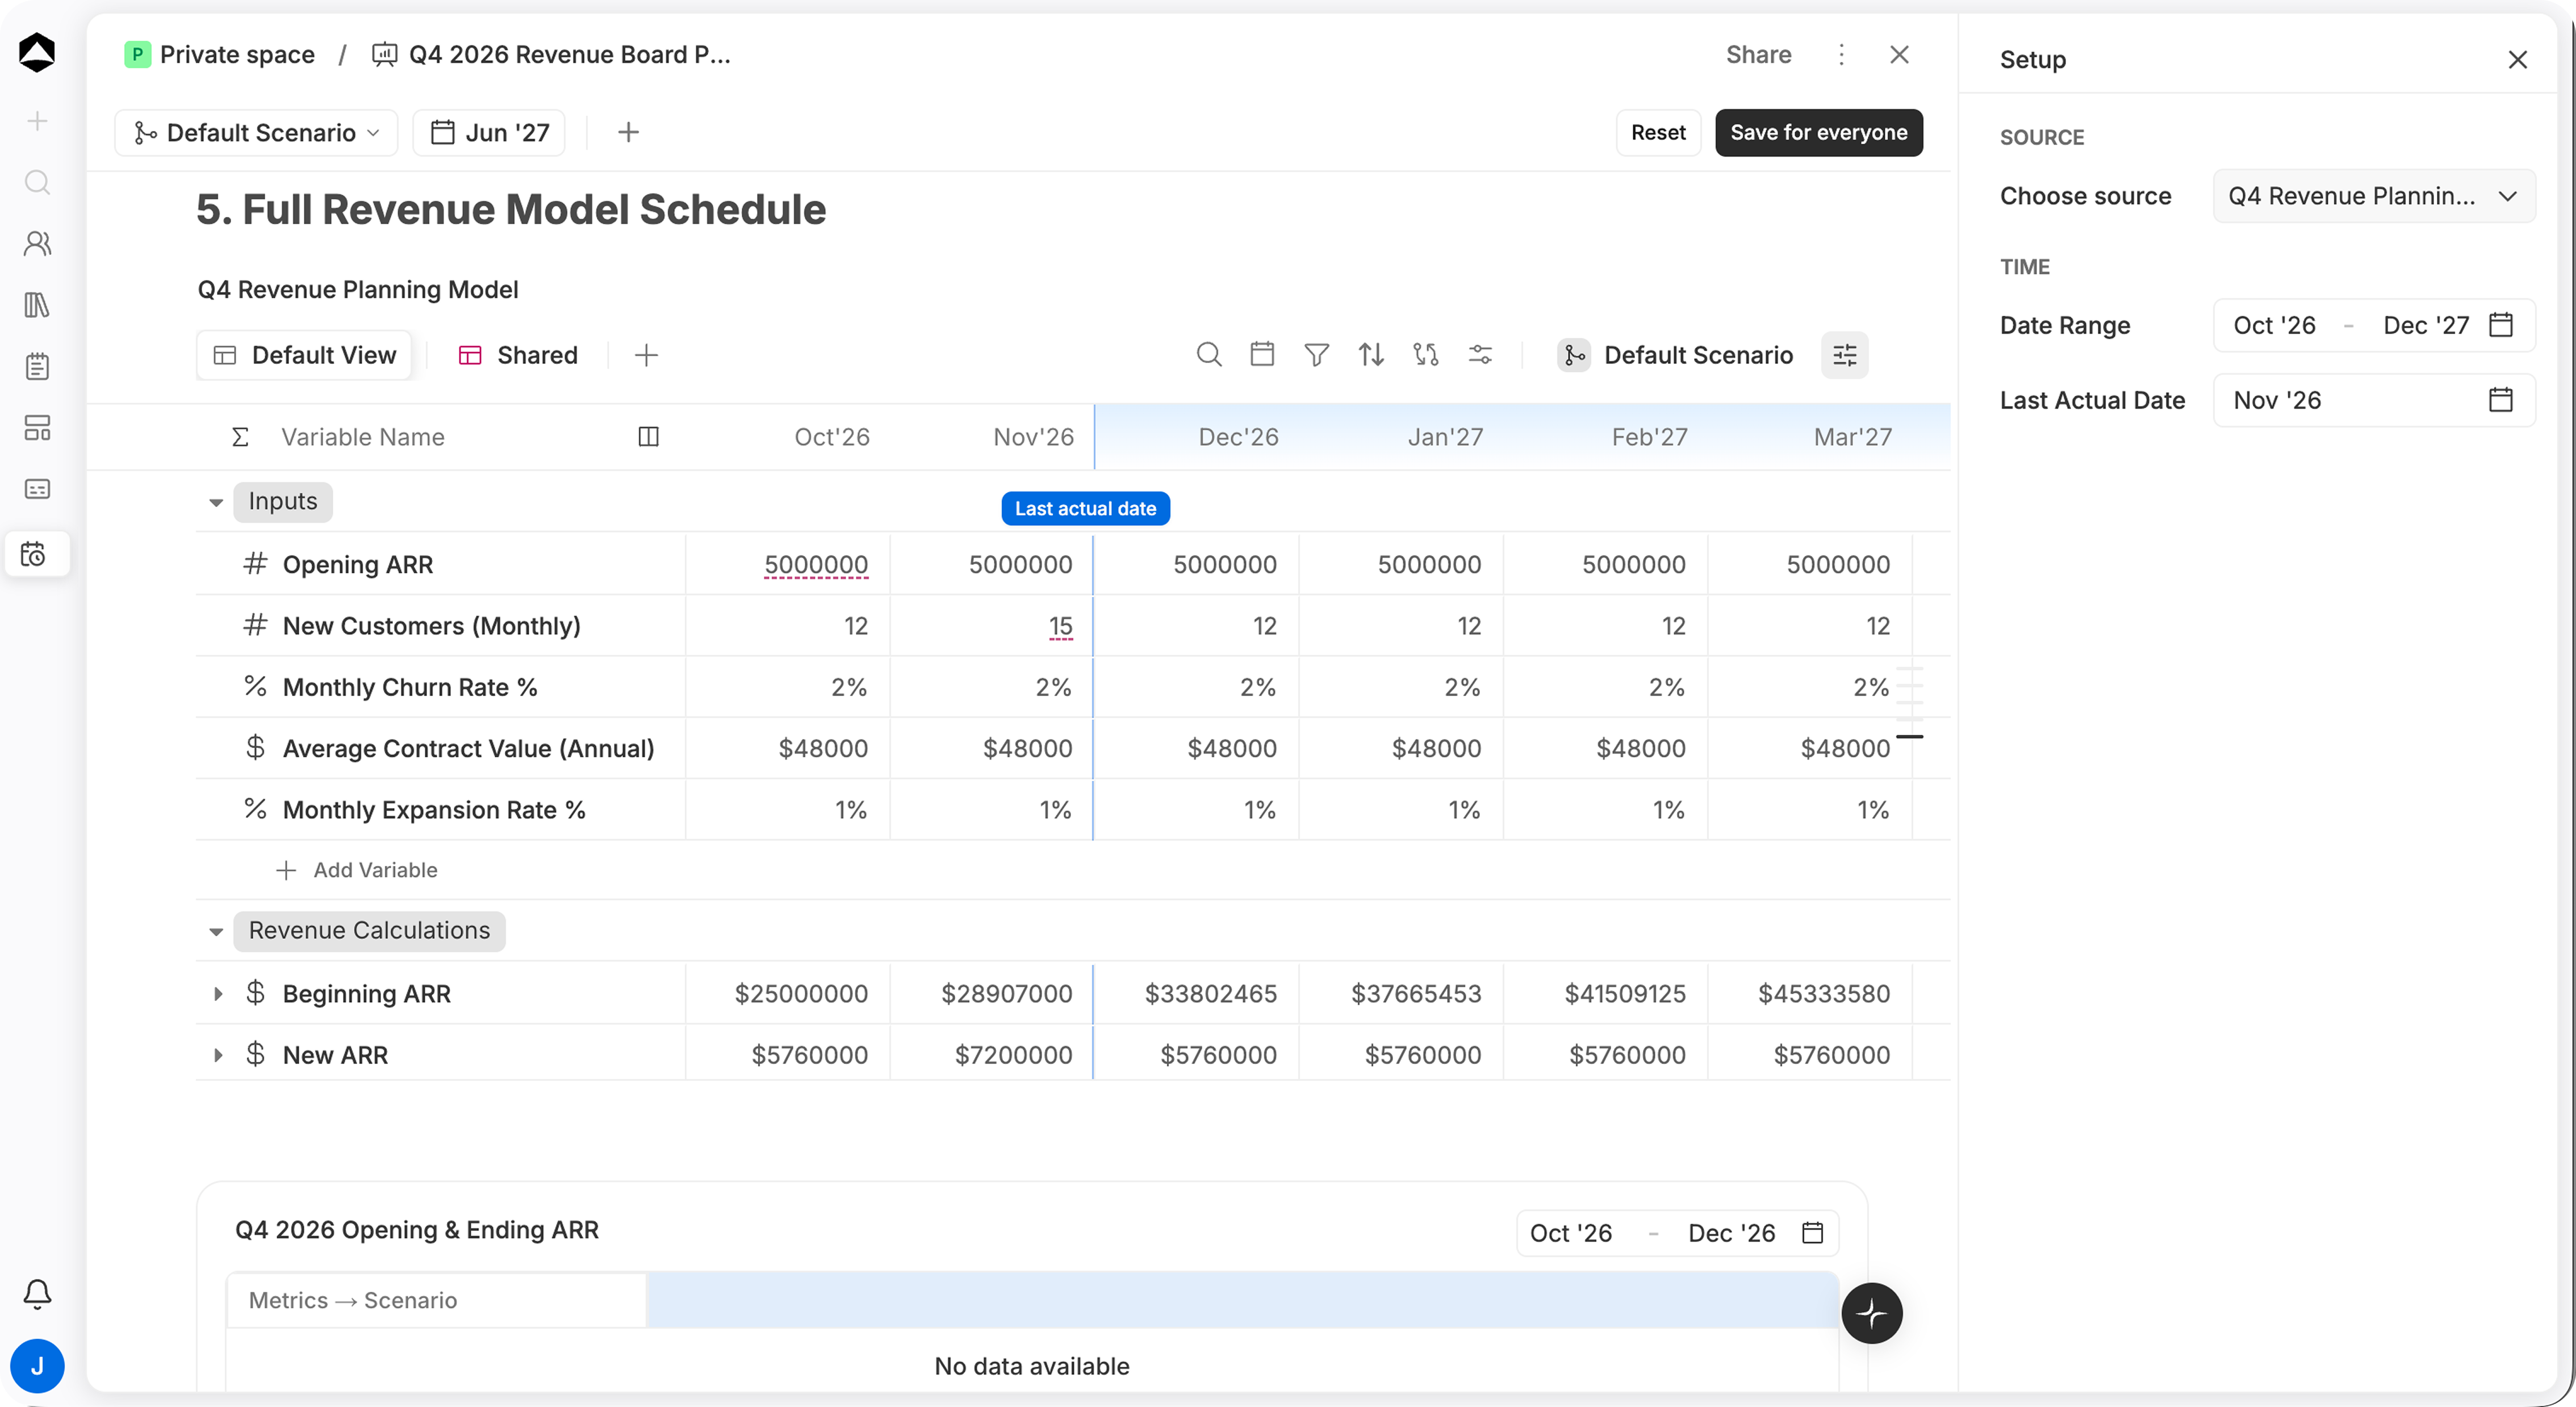 P Private space / Q4 2026 Revenue Board P...
Share
Default Scenario
Jun '27
Reset
Save for everyone
5. Full Revenue Model Schedule
Q4 Revenue Planning Model
Default View
Shared
Default Scenario
Σ Variable Name Oct'26 Nov'26 Dec'26 Jan'27 Feb'27 Mar'27
Inputs
Last actual date
# Opening ARR 5000000 5000000 5000000 5000000 5000000 5000000
# New Customers (Monthly) 12 15 12 12 12 12
% Monthly Churn Rate % 2% 2% 2% 2% 2% 2%
$ Average Contract Value (Annual) $48000 $48000 $48000 $48000 $48000 $48000
% Monthly Expansion Rate % 1% 1% 1% 1% 1% 1%
Add Variable
Revenue Calculations
$ Beginning ARR $25000000 $28907000 $33802465 $37665453 $41509125 $45333580
$ New ARR $5760000 $7200000 $5760000 $5760000 $5760000 $5760000
Q4 2026 Opening & Ending ARR
Oct '26 - Dec '26
Metrics → Scenario
No data available
J
Setup
SOURCE
Choose source Q4 Revenue Plannin...
TIME
Date Range Oct '26 - Dec '27
Last Actual Date Nov '26